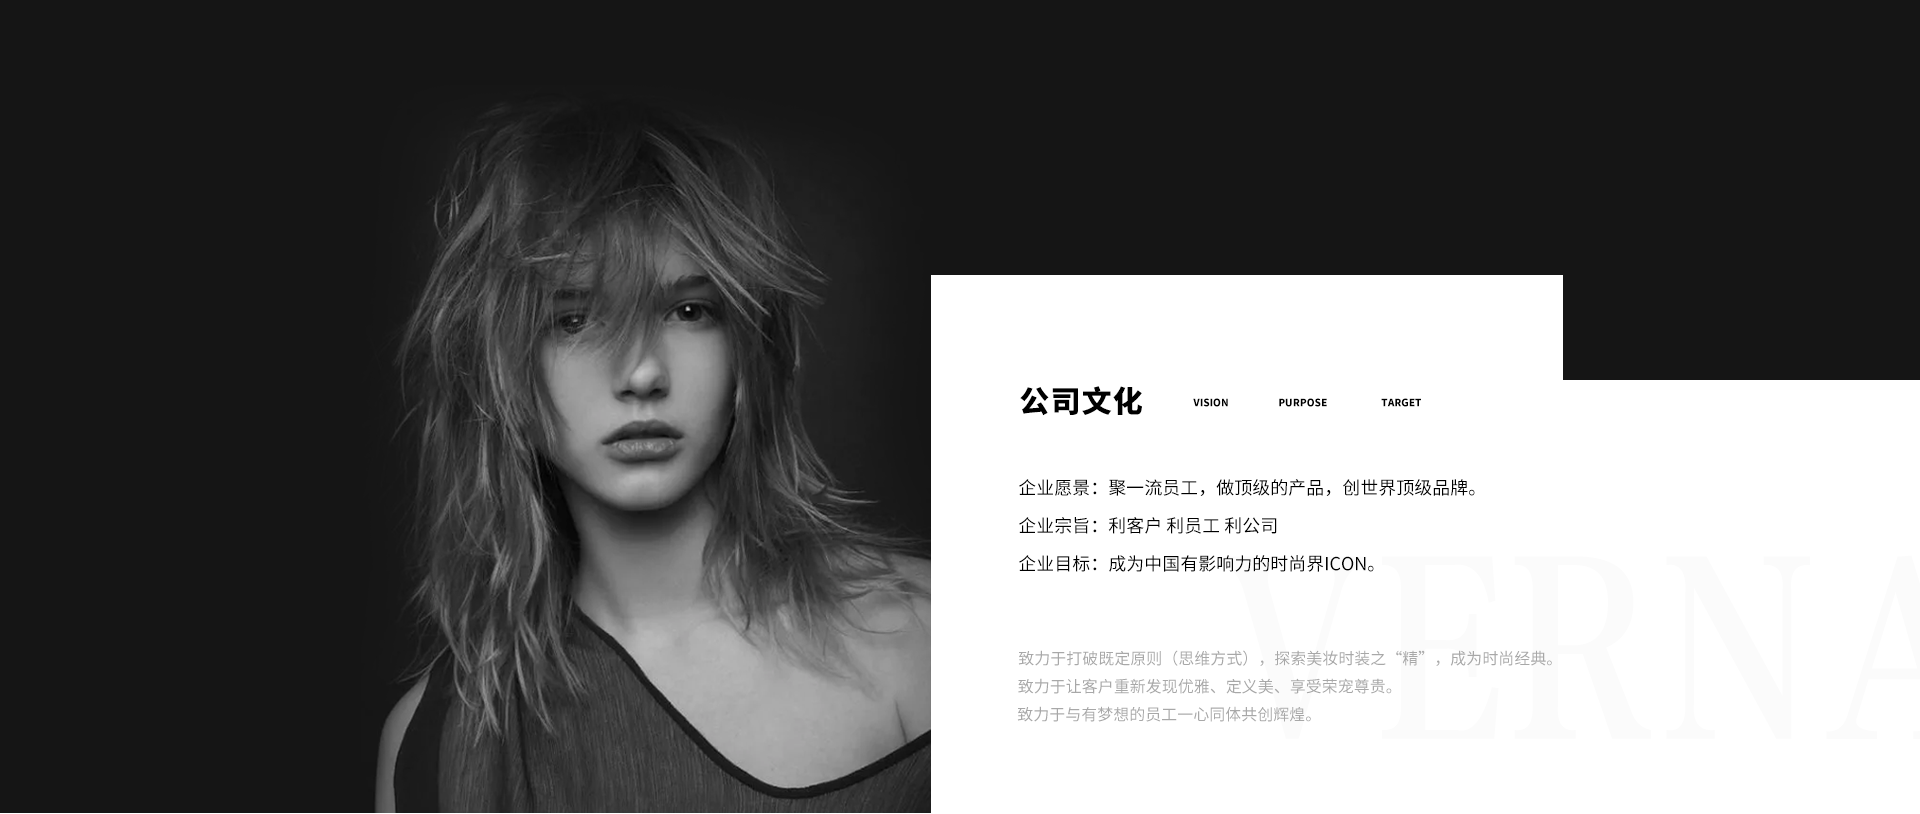 公司文化 VISION PURPOSE TARGET
企业愿景：聚一流员工，做顶级的产品，创世界顶级品牌。
企业宗旨：利客户 利员工 利公司
企业目标：成为中国有影响力的时尚界ICON。
致力于打破既定原则（思维方式），探索美妆时装之“精”，成为时尚经典。
致力于让客户重新发现优雅、定义美、享受荣宠尊贵。
致力于与有梦想的员工一心同体共创辉煌。
VERNA